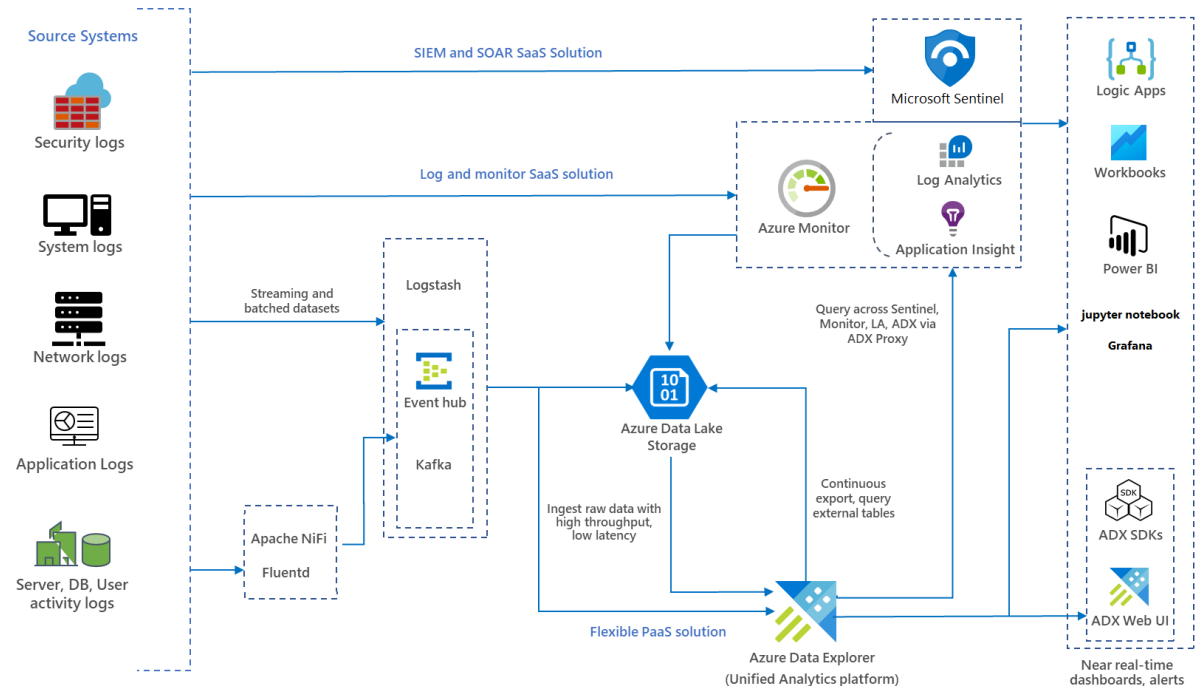 Source Systems
Security logs
System logs
Network logs
Application Logs
Server, DB, User
activity logs
SIEM and SOAR SaaS Solution
Log and monitor SaaS solution
Streaming and
batched datasets
Apache NiFi
Fluentd
Logstash
Event hub
Kafka
Microsoft Sentinel
Azure Monitor
Log Analytics
Application Insight
Query across Sentinel,
Monitor, LA, ADX via
ADX Proxy
10
01
Azure Data Lake
Storage
Ingest raw data with
high throughput,
low latency
Continuous
export, query
external tables
Flexible PaaS solution
Azure Data Explorer
(Unified Analytics platform)
Logic Apps
Workbooks
Power BI
jupyter notebook
Grafana
SDK
ADX SDKs
ADX Web UI
Near real-time
dashboards, alerts